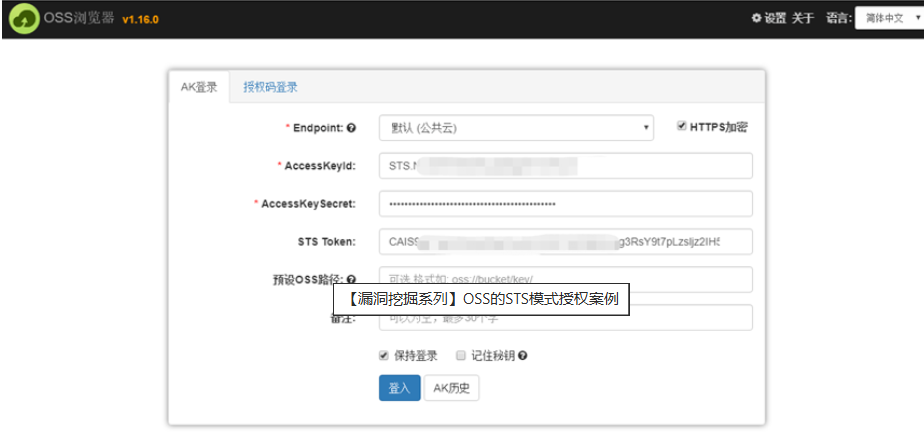 OSS浏览器 v1.16.0 设置 关于 语言: 简体中文
AK登录 授权码登录
* Endpoint: 默认 (公共云) HTTPS加密
* AccessKeyId: STS.
* AccessKeySecret: ••••••••••••••••••••••••••••••••••••••••••••
STS Token: CAIS g3RsY9t7pLzsljz2IH5
预设OSS路径: 可选 格式如: oss://bucket/key/
【漏洞挖掘系列】OSS的STS模式授权案例
备注: 可以为空，最多30个字
保持登录 记住秘钥
登入 AK历史